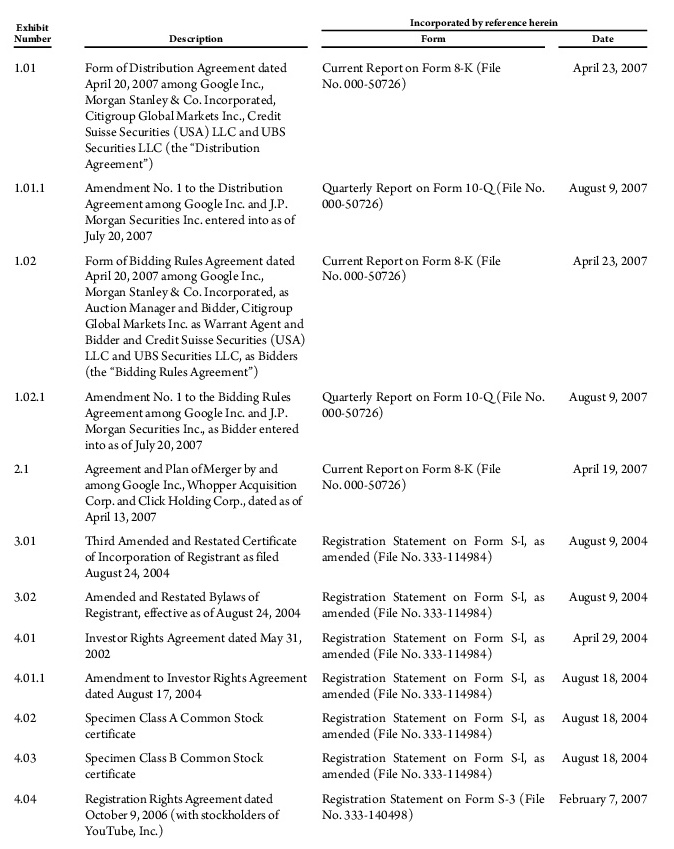 Incorporated by reference herein
Exhibit
Number
Description
Form
Date
1.01
Form of Distribution Agreement dated
April 20, 2007 among Google Inc.,
Morgan Stanley & Co. Incorporated,
Citigroup Global Markets Inc., Credit
Suisse Securities (USA) LLC and UBS
Securities LLC (the “Distribution
Agreement”)
Current Report on Form 8-K (File
No. 000-50726)
April 23, 2007
1.01.1
Amendment No. 1 to the Distribution
Agreement among Google Inc. and J.P.
Morgan Securities Inc. entered into as of
July 20, 2007
Quarterly Report on Form 10-Q (File No.
000-50726)
August 9, 2007
1.02
Form of Bidding Rules Agreement dated
April 20, 2007 among Google Inc.,
Morgan Stanley & Co. Incorporated, as
Auction Manager and Bidder, Citigroup
Global Markets Inc. as Warrant Agent and
Bidder and Credit Suisse Securities (USA)
LLC and UBS Securities LLC, as Bidders
(the “Bidding Rules Agreement”)
Current Report on Form 8-K (File
No. 000-50726)
April 23, 2007
1.02.1
Amendment No. 1 to the Bidding Rules
Agreement among Google Inc. and J.P.
Morgan Securities Inc., as Bidder entered
into as of July 20, 2007
Quarterly Report on Form 10-Q (File No.
000-50726)
August 9, 2007
2.1
Agreement and Plan of Merger by and
among Google Inc., Whopper Acquisition
Corp. and Click Holding Corp., dated as of
April 13, 2007
Current Report on Form 8-K (File
No. 000-50726)
April 19, 2007
3.01
Third Amended and Restated Certificate
of Incorporation of Registrant as filed
August 24, 2004
Registration Statement on Form S-l, as
amended (File No. 333-114984)
August 9, 2004
3.02
Amended and Restated Bylaws of
Registrant, effective as of August 24, 2004
Registration Statement on Form S-l, as
amended (File No. 333-114984)
August 9, 2004
4.01
Investor Rights Agreement dated May 31,
2002
Registration Statement on Form S-l, as
amended (File No. 333-114984)
April 29, 2004
4.01.1
Amendment to Investor Rights Agreement
dated August 17, 2004
Registration Statement on Form S-l, as
amended (File No. 333-114984)
August 18, 2004
4.02
Specimen Class A Common Stock
certificate
Registration Statement on Form S-l, as
amended (File No. 333-114984)
August 18, 2004
4.03
Specimen Class B Common Stock
certificate
Registration Statement on Form S-l, as
amended (File No. 333-114984)
August 18, 2004
4.04
Registration Rights Agreement dated
October 9, 2006 (with stockholders of
YouTube, Inc.)
Registration Statement on Form S-3 (File
No. 333-140498)
February 7, 2007